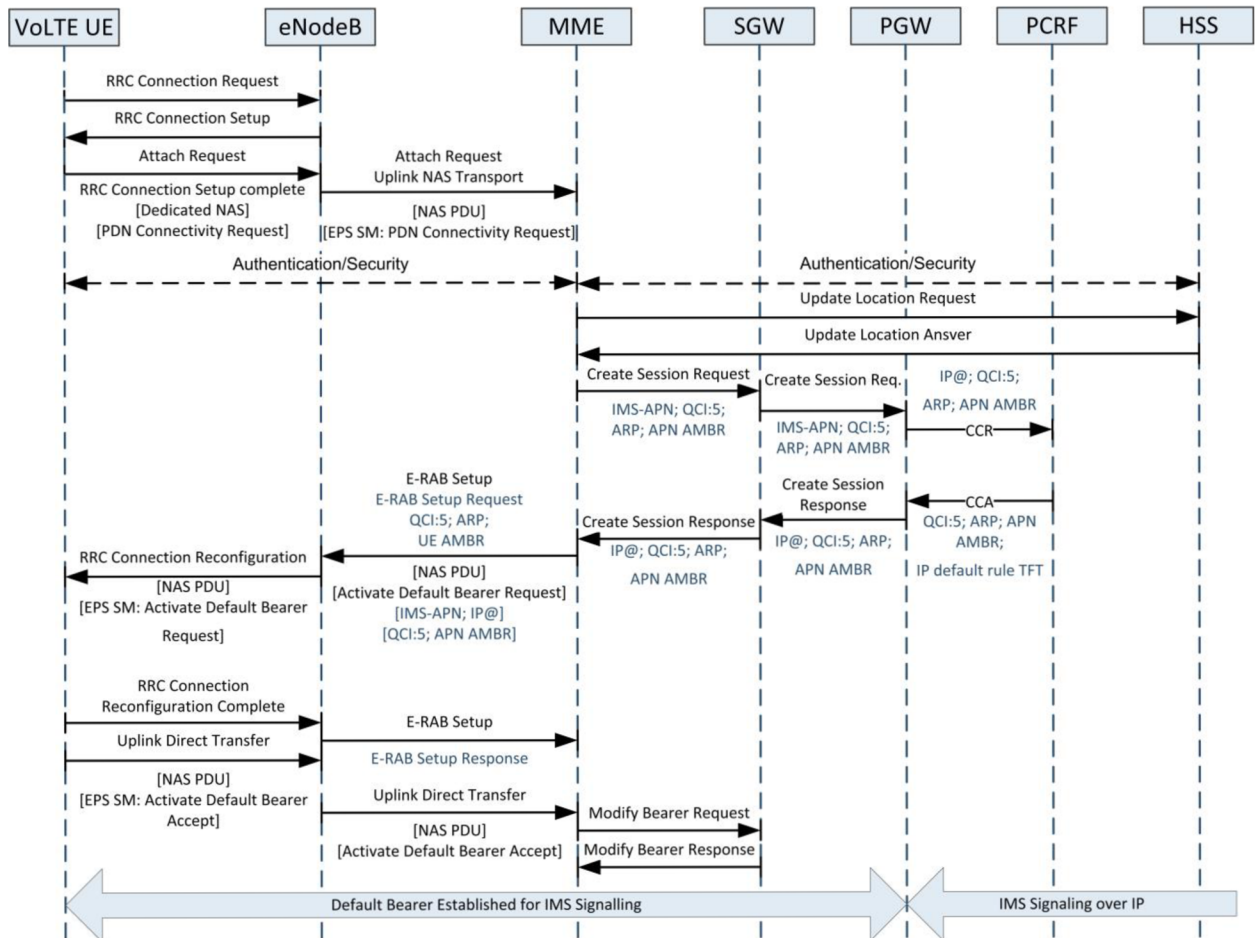 VoLTE UE
eNodeB
MME
SGW
PGW
PCRF
HSS
RRC Connection Request
RRC Connection Setup
Attach Request
RRC Connection Setup complete
[Dedicated NAS]
[PDN Connectivity Request]
Attach Request
Uplink NAS Transport
[NAS PDU]
[EPS SM: PDN Connectivity Request]
Authentication/Security
Authentication/Security
Update Location Request
Update Location Ansver
Create Session Request
IMS-APN; QCI:5;
ARP; APN AMBR
Create Session Req.
IMS-APN; QCI:5;
ARP; APN AMBR
IP@; QCI:5;
ARP; APN AMBR
CCR
CCA
QCI:5; ARP; APN
AMBR;
IP default rule TFT
Create Session
Response
IP@; QCI:5; ARP;
APN AMBR
Create Session Response
IP@; QCI:5; ARP;
APN AMBR
E-RAB Setup
E-RAB Setup Request
QCI:5; ARP;
UE AMBR
[NAS PDU]
[Activate Default Bearer Request]
[IMS-APN; IP@]
[QCI:5; APN AMBR]
RRC Connection Reconfiguration
[NAS PDU]
[EPS SM: Activate Default Bearer
Request]
RRC Connection
Reconfiguration Complete
E-RAB Setup
E-RAB Setup Response
Uplink Direct Transfer
[NAS PDU]
[EPS SM: Activate Default Bearer
Accept]
Uplink Direct Transfer
[NAS PDU]
[Activate Default Bearer Accept]
Modify Bearer Request
Modify Bearer Response
Default Bearer Established for IMS Signalling
IMS Signaling over IP